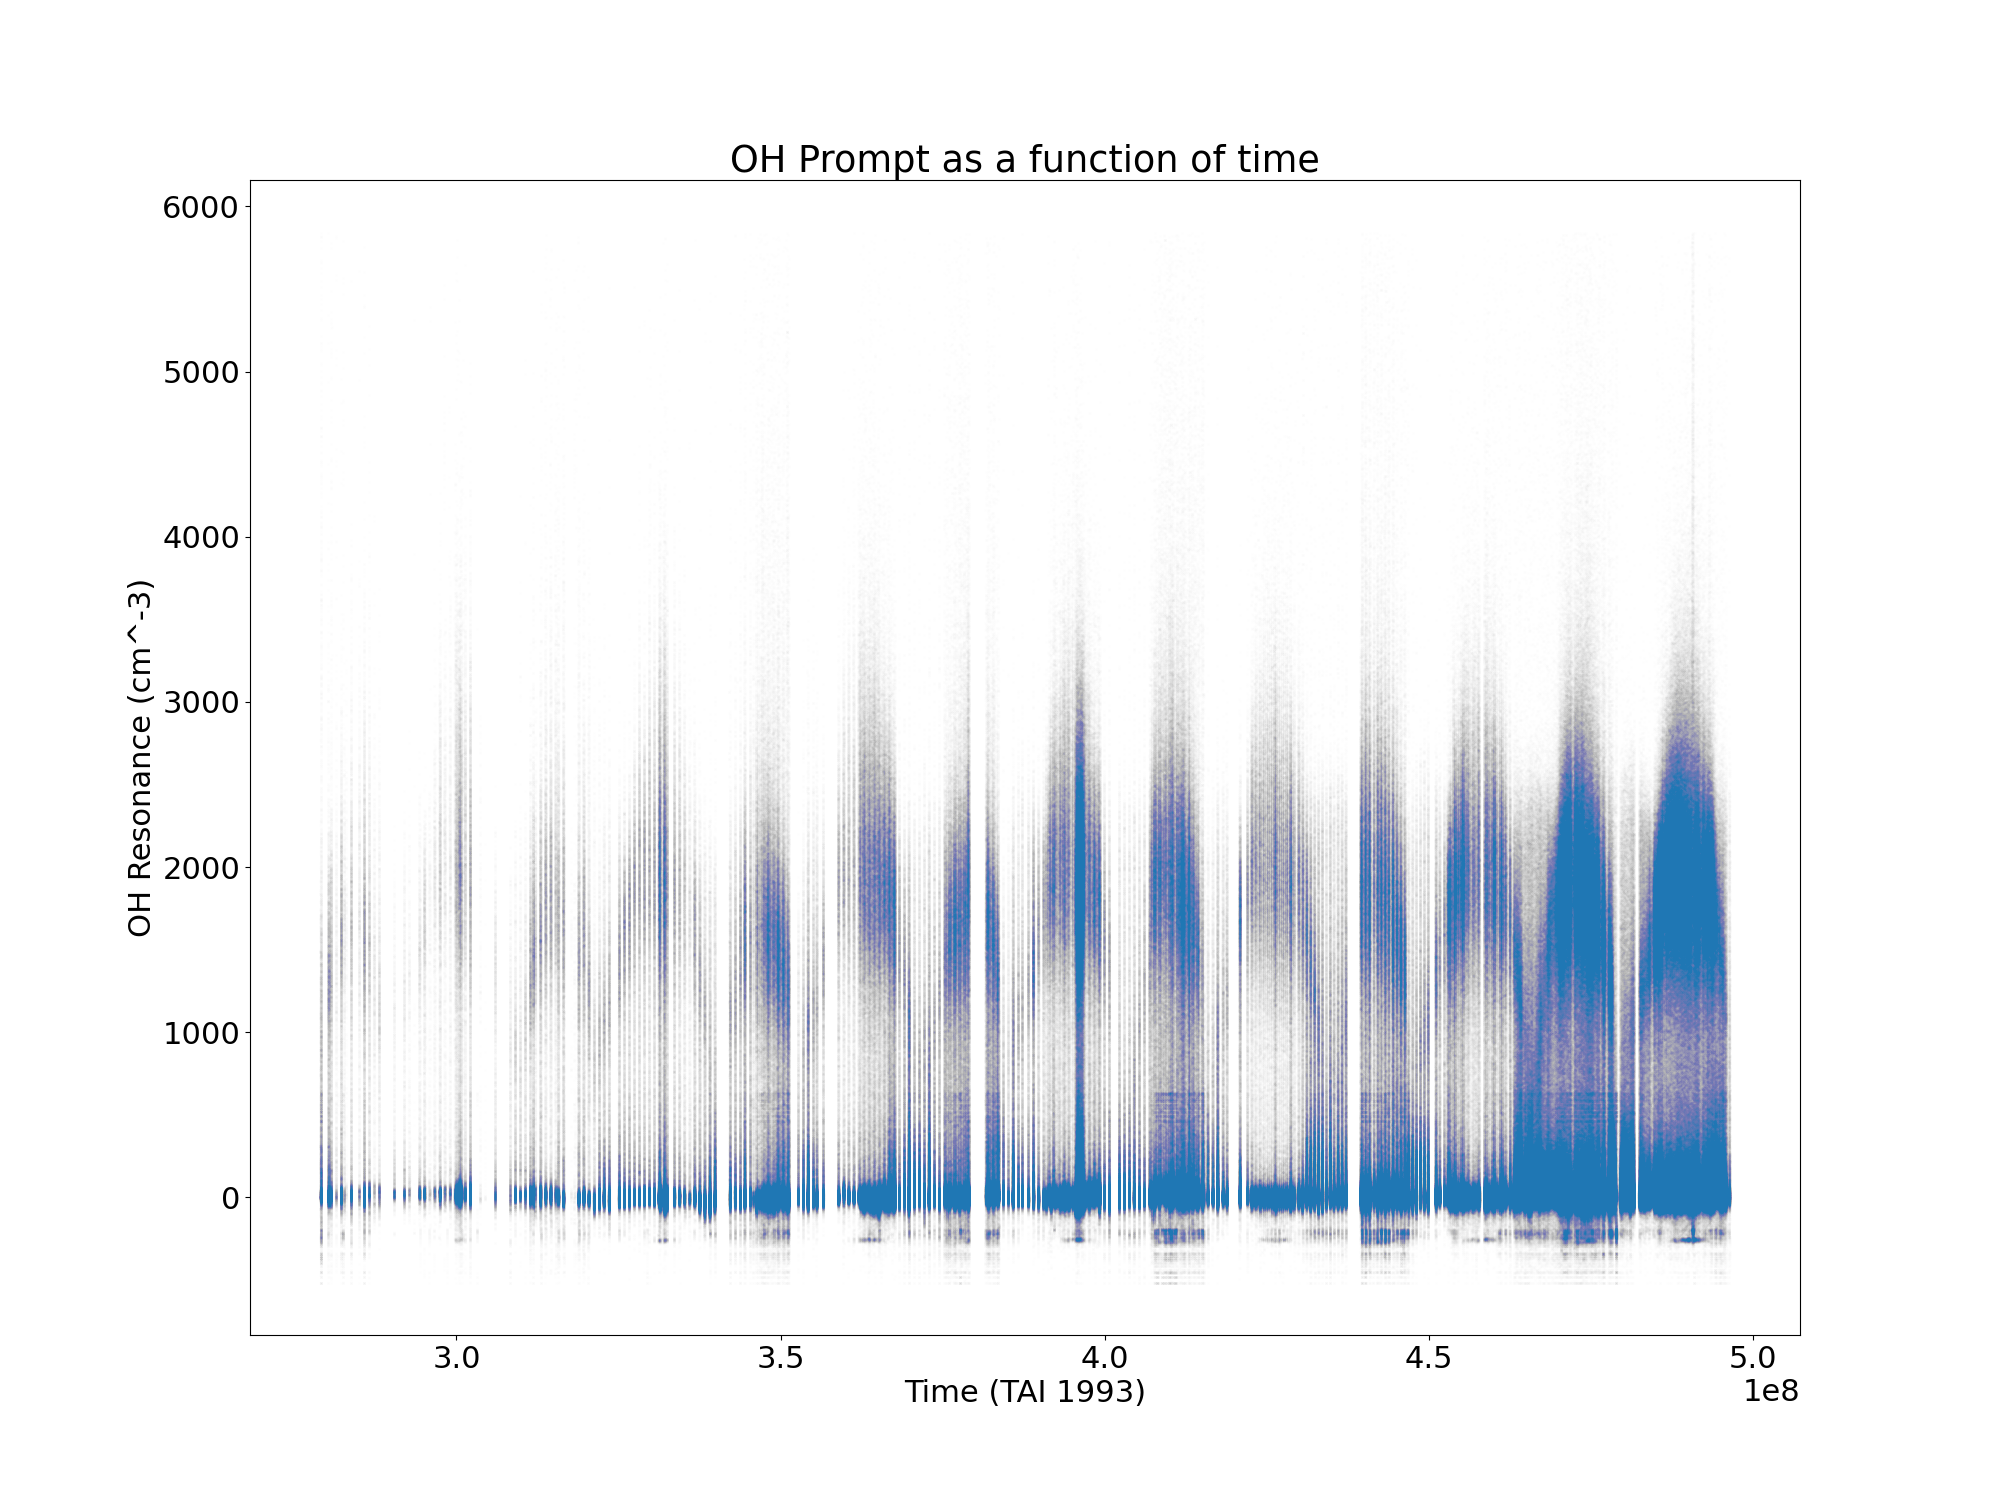 OH Prompt as a function of time
OH Resonance (cm^-3)
6000
5000
4000
3000
2000
1000
0
3.0 3.5 4.0 4.5 5.0
1e8
Time (TAI 1993)